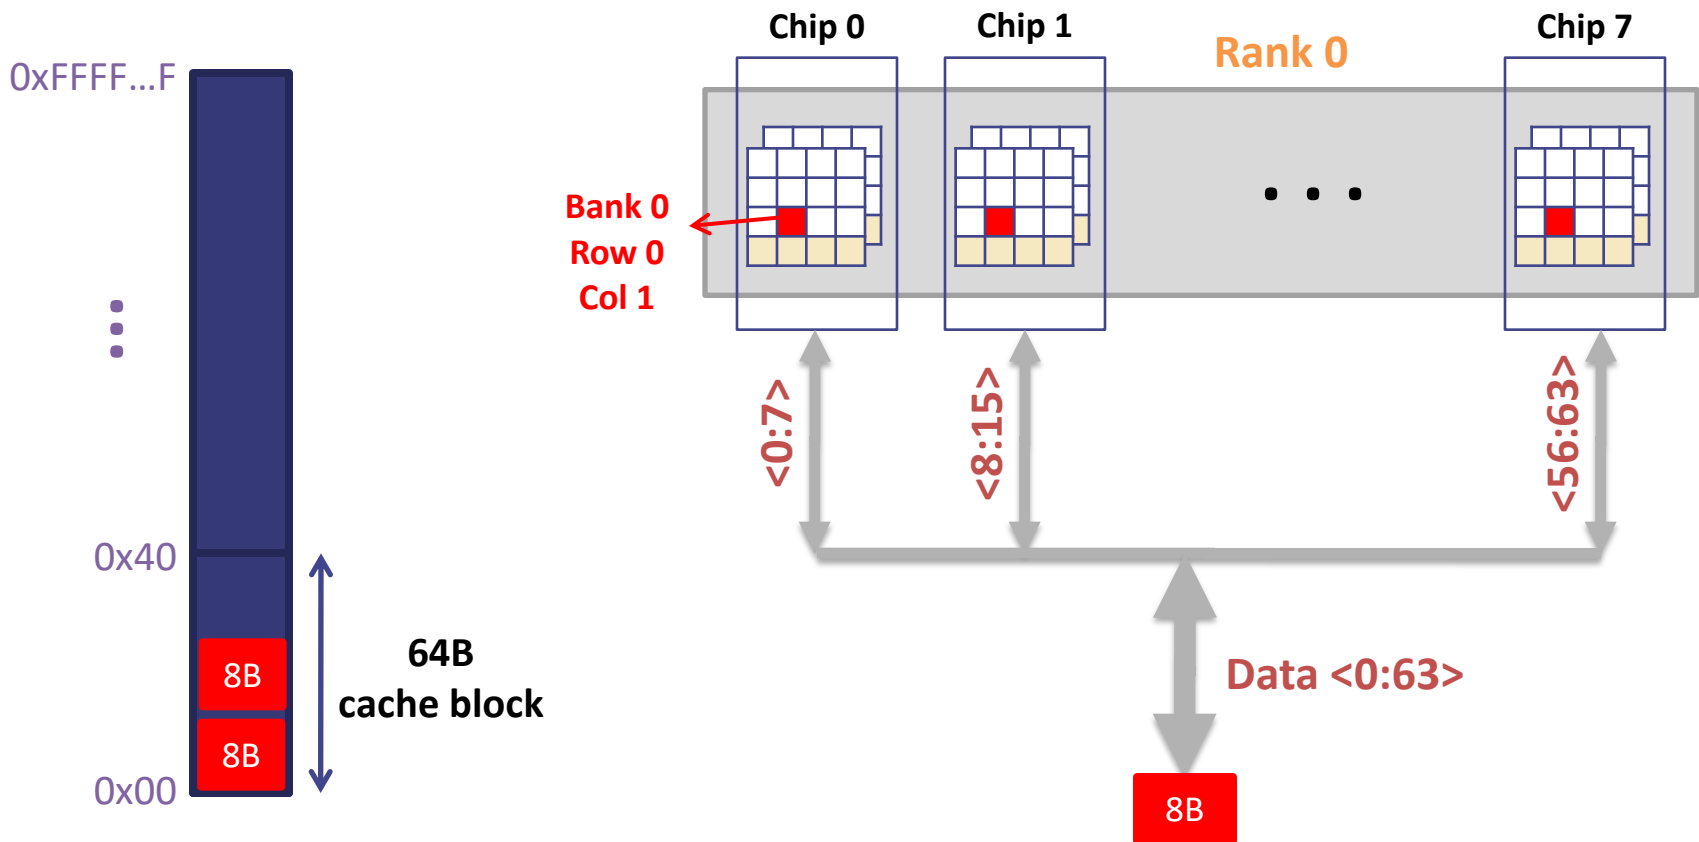 Chip 0
Chip 1
Rank 0
Chip 7
0xFFFF...F
Bank 0
Row 0
Col 1
<0:7>
<8:15>
<56:63>
0x40
64B
cache block
8B
8B
Data <0:63>
0x00
8B